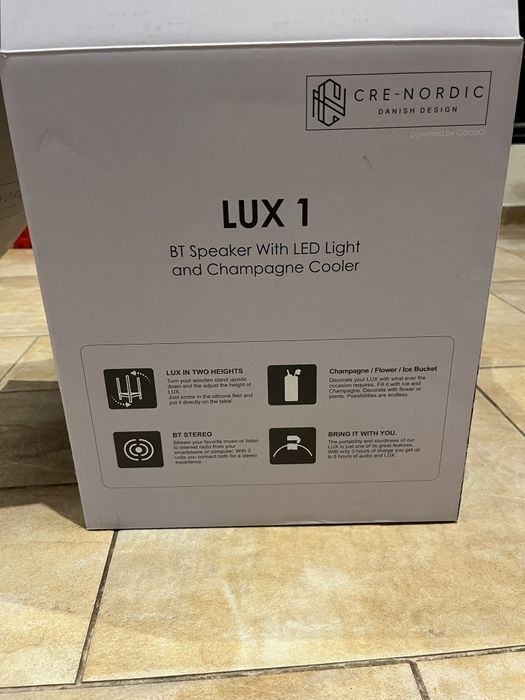 CRE-NORDIC
DANISH DESIGN
powered by OdaoO
LUX 1
BT Speaker With LED Light
and Champagne Cooler
LUX IN TWO HEIGHTS
Turn your wooden stand upside
down and the adjust the height of
LUX.
Just screw in the silicone feet and
put it directly on the table.
Champagne / Flower / Ice Bucket
Decorate your LUX with what ever the
occasion requires. Fill it with Ice and
Champagne. Decorate with flower or
plants. Possibilities are endless.
BT STEREO
Stream your favorite music or listen
to internet radio from your
smartphone or computer. With 2
units you connect both for a stereo
experience.
BRING IT WITH YOU.
The portability and sturdiness of our
LUX is just one of its great features.
With only 3 hours of charge you get up
to 6 hours of audio and LUX.